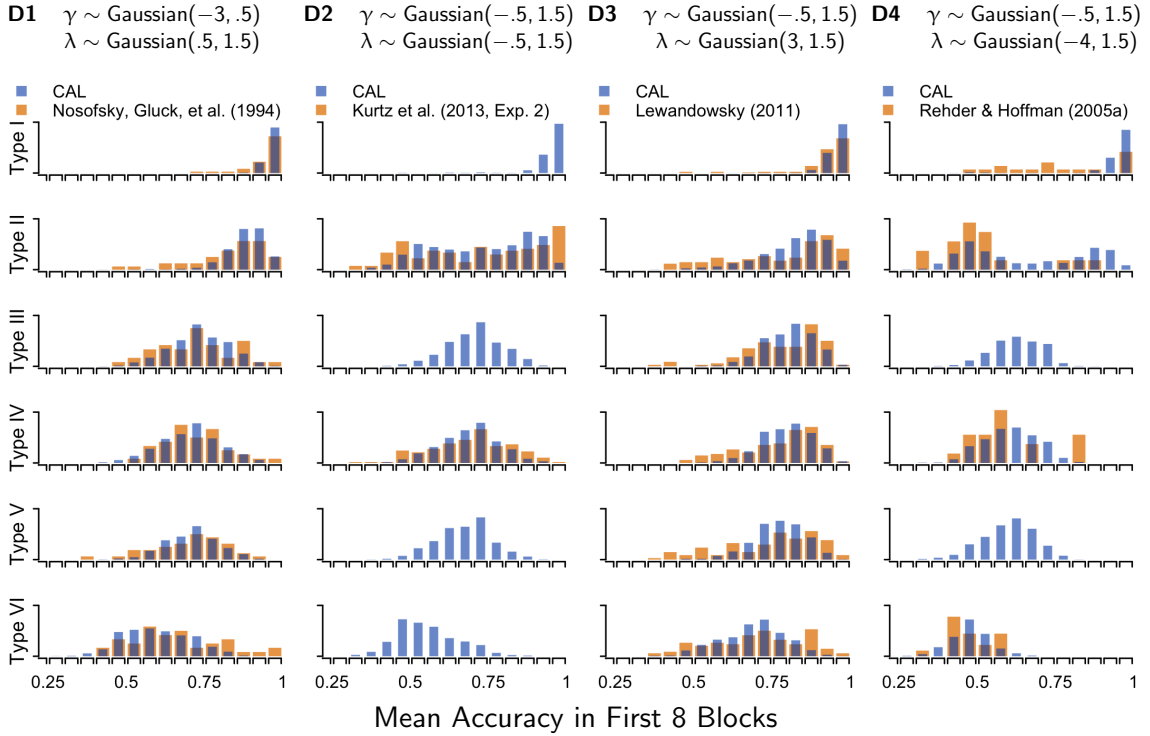 D1 γ ∼ Gaussian(−3, .5)
λ ∼ Gaussian(.5, 1.5)
D2 γ ∼ Gaussian(−.5, 1.5)
λ ∼ Gaussian(−.5, 1.5)
D3 γ ∼ Gaussian(−.5, 1.5)
λ ∼ Gaussian(3, 1.5)
D4 γ ∼ Gaussian(−.5, 1.5)
λ ∼ Gaussian(−4, 1.5)
CAL
Nosofsky, Gluck, et al. (1994)
CAL
Kurtz et al. (2013, Exp. 2)
CAL
Lewandowsky (2011)
CAL
Rehder & Hoffman (2005a)
Type I
Type II
Type III
Type IV
Type V
Type VI
0.25 0.5 0.75 1
0.25 0.5 0.75 1
0.25 0.5 0.75 1
0.25 0.5 0.75 1
Mean Accuracy in First 8 Blocks